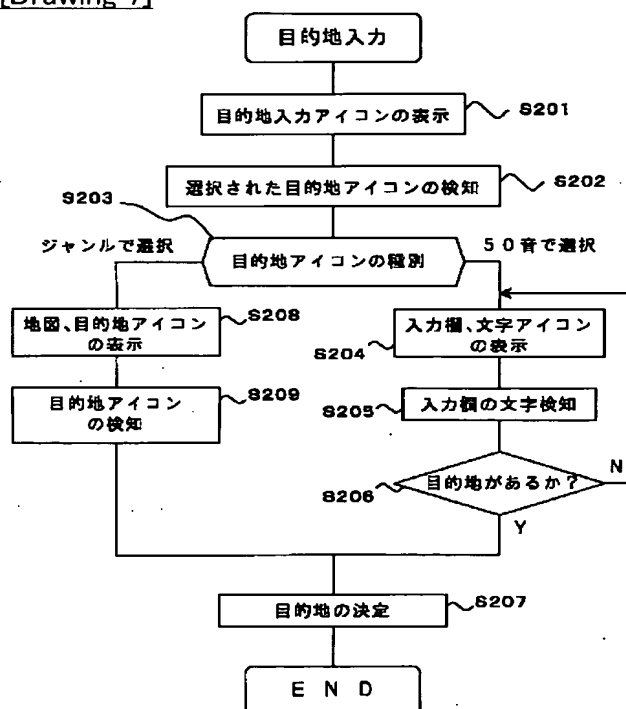 [Drawing 7]
目的地入力
目的地入力アイコンの表示
S201
選択された目的地アイコンの検知
S202
S203
ジャンルで選択
目的地アイコンの種別
50音で選択
地図、目的地アイコン
の表示
S208
入力欄、文字アイコン
の表示
S204
目的地アイコン
の検知
S209
入力欄の文字検知
S205
目的地があるか?
N
S206
Y
目的地の決定
S207
END